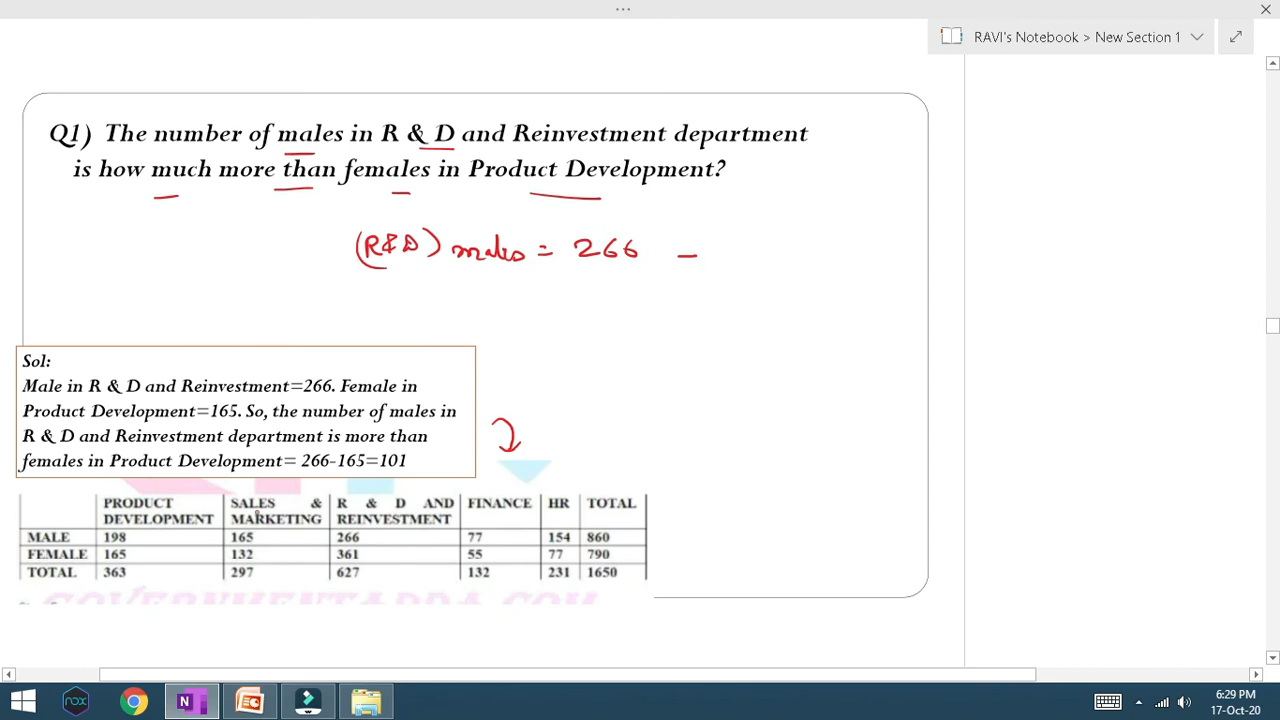 ...
RAVI's Notebook > New Section 1
Q1) The number of males in R & D and Reinvestment department
is how much more than females in Product Development?
(R&D) males = 266 –
Sol:
Male in R & D and Reinvestment=266. Female in
Product Development=165. So, the number of males in
R & D and Reinvestment department is more than
females in Product Development= 266-165=101
PRODUCT DEVELOPMENT SALES & MARKETING R & D AND REINVESTMENT FINANCE HR TOTAL
MALE 198 165 266 77 154 860
FEMALE 165 132 361 55 77 790
TOTAL 363 297 627 132 231 1650
GOVERNMENTADDA.COM
nox N
6:29 PM
17-Oct-20